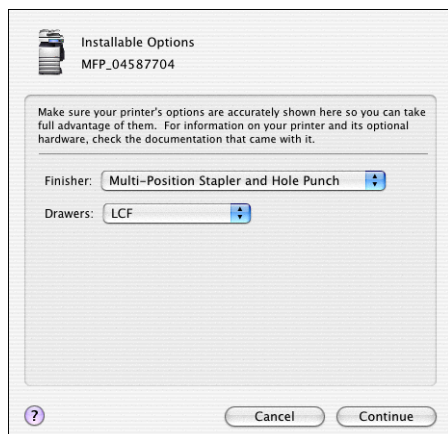 Installable Options
MFP_04587704
Make sure your printer's options are accurately shown here so you can take
full advantage of them. For information on your printer and its optional
hardware, check the documentation that came with it.
Finisher: Multi-Position Stapler and Hole Punch
Drawers: LCF
? Cancel Continue